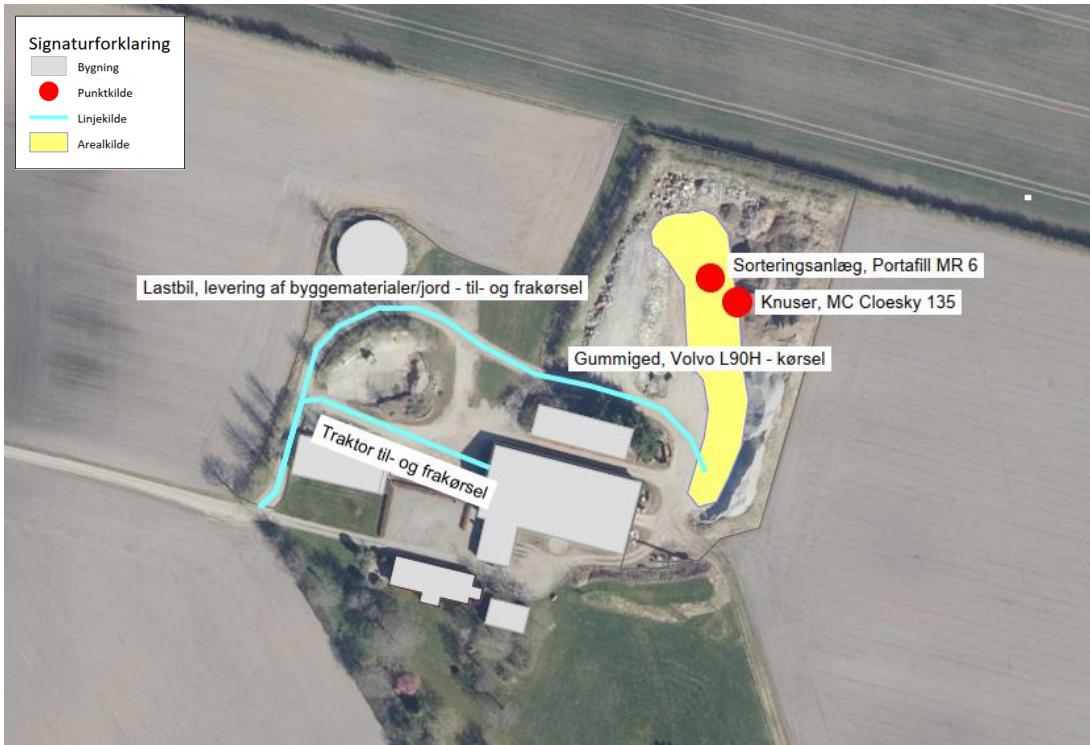 Signaturforklaring
Bygning
Punktkilde
Linjekilde
Arealkilde
Sorteringsanlæg, Portafill MR 6
Lastbil, levering af byggematerialer/jord - til- og frakørsel
Knuser, MC Cloesky 135
Gummiged, Volvo L90H - kørsel
Traktor til- og frakørsel